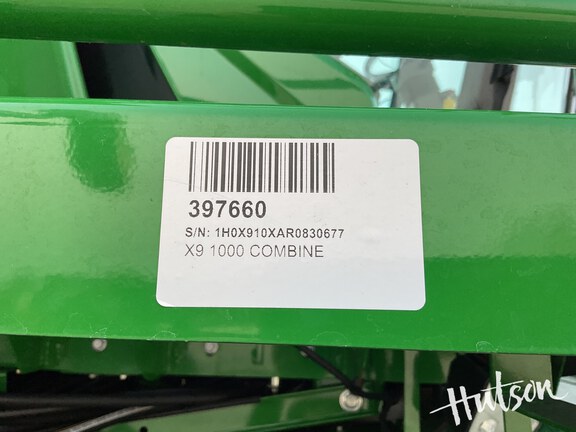 397660
S/N: 1H0X910XAR0830677
X9 1000 COMBINE
Hutson